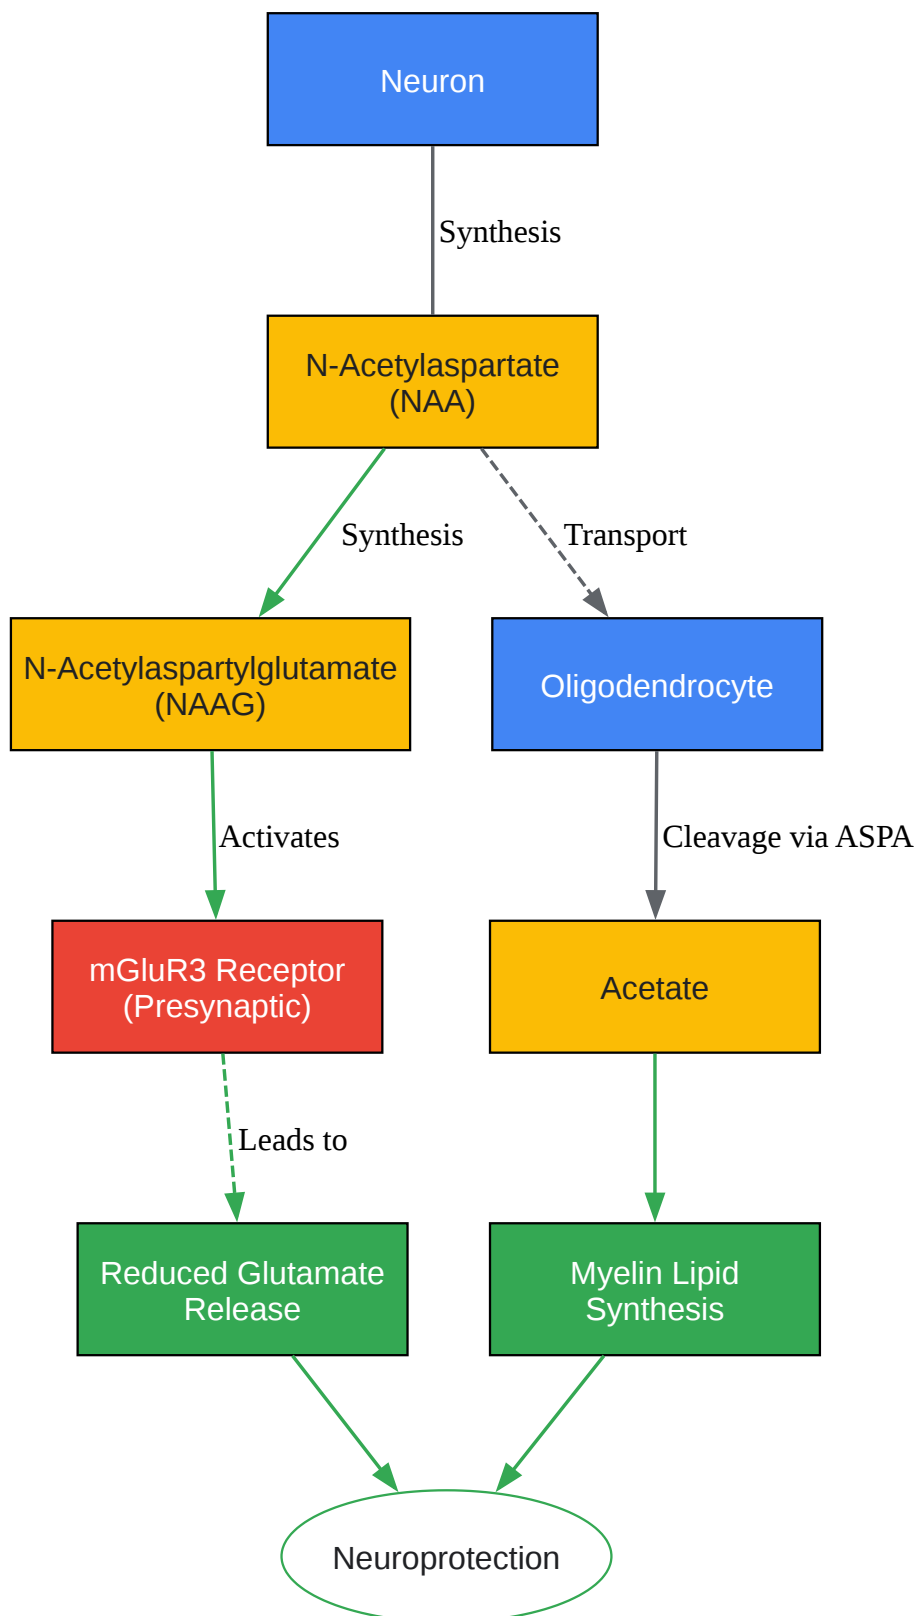 Neuron
Synthesis
N-Acetylaspartate
(NAA)
Synthesis
Transport
N-Acetylaspartylglutamate
(NAAG)
Oligodendrocyte
Activates
Cleavage via ASPA
mGluR3 Receptor
(Presynaptic)
Acetate
Leads to
Reduced Glutamate
Release
Myelin Lipid
Synthesis
Neuroprotection